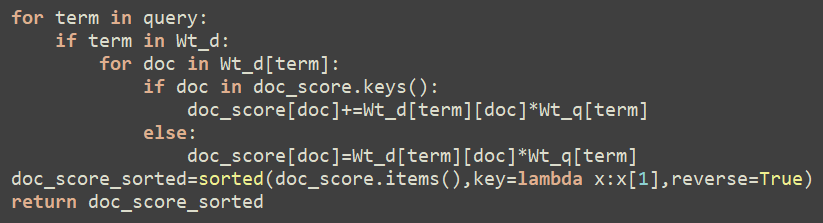 for term in query:
    if term in Wt_d:
        for doc in Wt_d[term]:
            if doc in doc_score.keys():
                doc_score[doc]+=Wt_d[term][doc]*Wt_q[term]
            else:
                doc_score[doc]=Wt_d[term][doc]*Wt_q[term]
doc_score_sorted=sorted(doc_score.items(),key=lambda x:x[1],reverse=True)
return doc_score_sorted